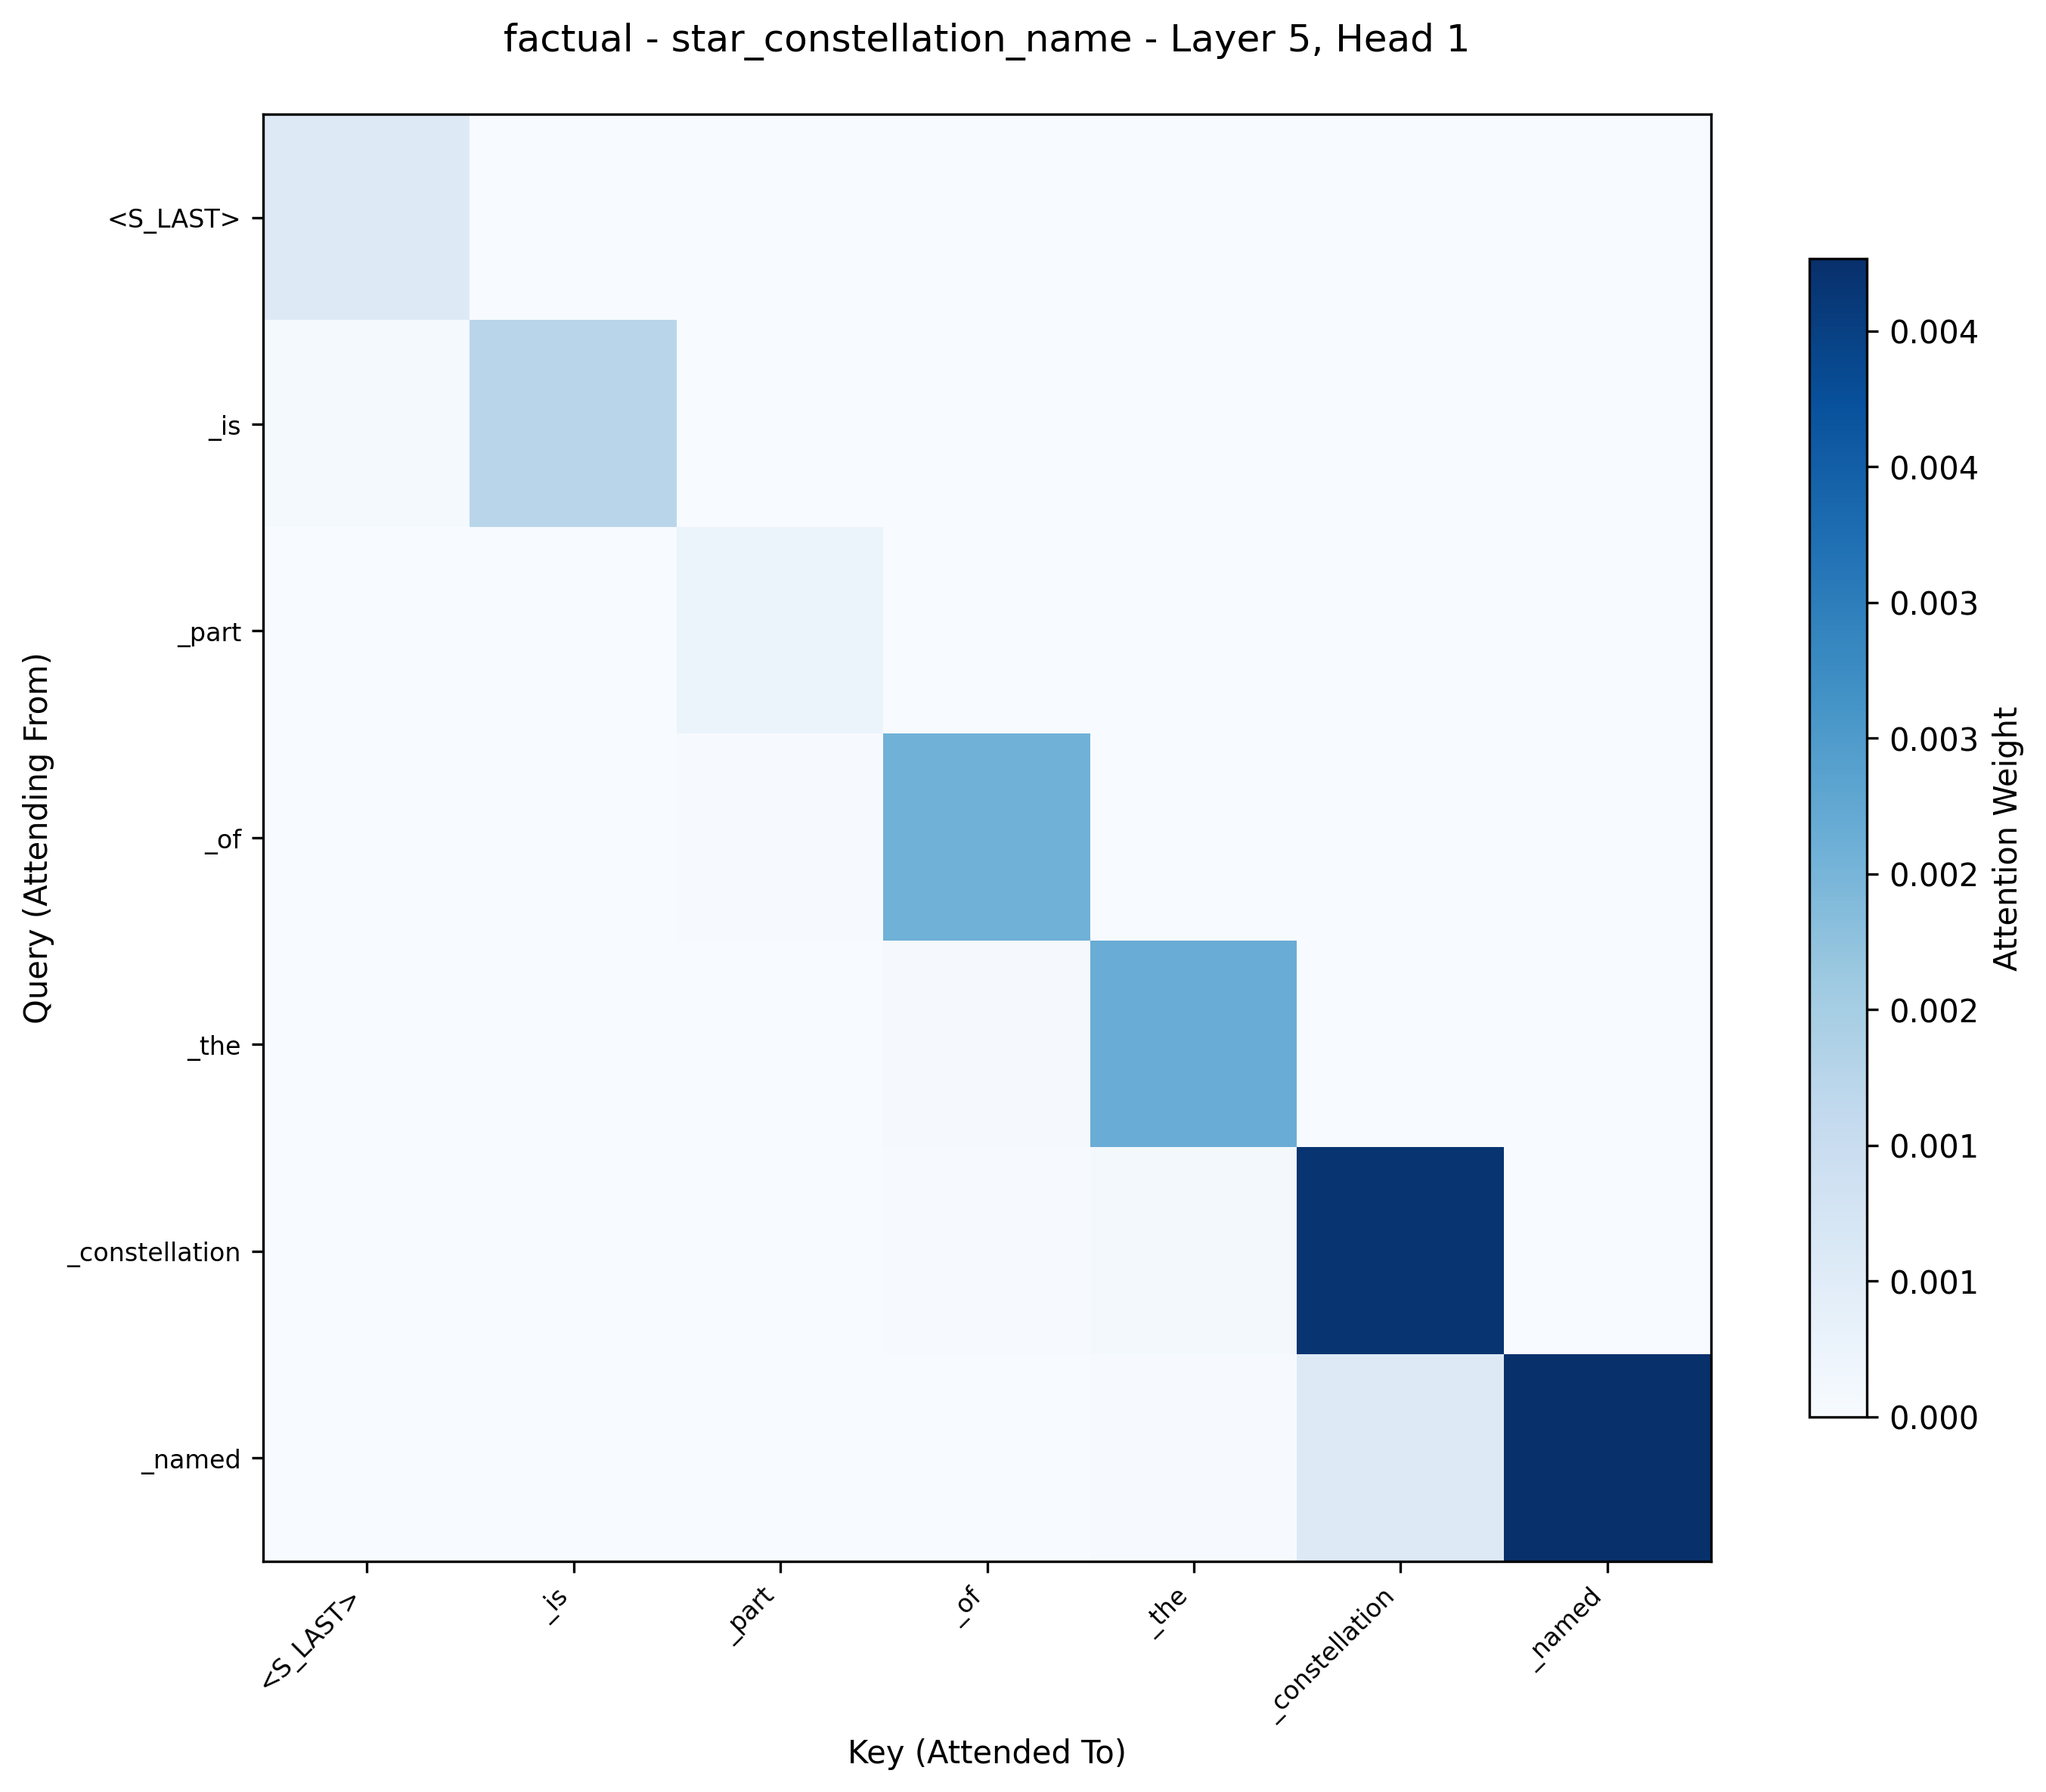 factual - star_constellation_name - Layer 5, Head 1
Query (Attending From)
<S_LAST>
_is
_part
_of
_the
_constellation
_named
<S_LAST>
_is
_part
_of
_the
_constellation
_named
Key (Attended To)
0.004
0.004
0.003
0.003
0.002
0.002
0.001
0.001
0.000
Attention Weight